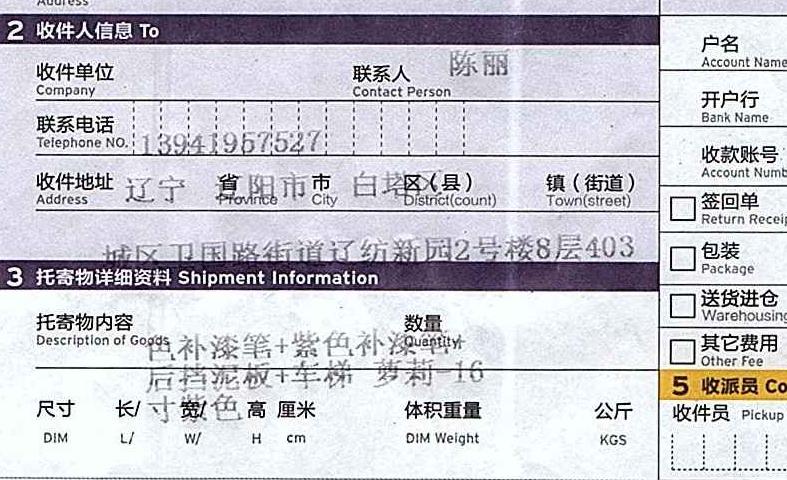 Address
2 收件人信息 To
收件单位 联系人 陈丽
Company Contact Person
联系电话 13941957527
Telephone NO.
收件地址 辽宁 省 阳市 市 白塔 区(县) 镇(街道)
Address Province City District(count) Town(street)
城区卫国路街道辽纺新园2号楼8层403
3 托寄物详细资料 Shipment Information
托寄物内容 数量
Description of Goods Quantity
色补漆笔+紫色补漆笔+
后挡泥板+车梯 萝莉-16
寸紫色
尺寸 长/ 宽/ 高 厘米 体积重量 公斤
DIM L/ W/ H cm DIM Weight KGS
户名
Account Name
开户行
Bank Name
收款账号
Account Numb
签回单
Return Receip
包装
Package
送货进仓
Warehousing
其它费用
Other Fee
5 收派员 Co
收件员 Pickup